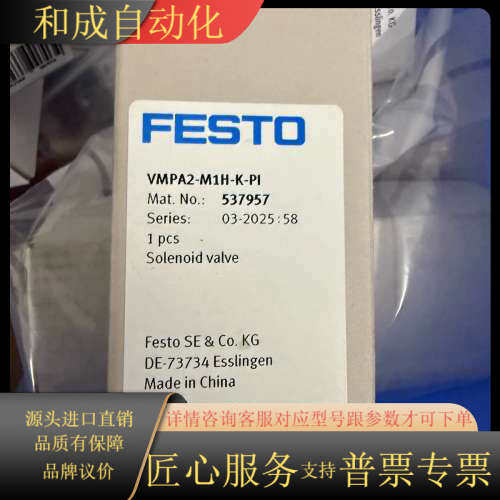 和成自动化
. KG
Esslingen
FESTO
VMPA2-M1H-K-PI
Mat. No.: 537957
Series: 03-2025:58
1 pcs
Solenoid valve
Festo SE & Co. KG
DE-73734 Esslingen
Made in China
源头进口直销
品质有保障
品牌议价
详情咨询客服对应型号跟参数才可下单
匠心服务支持普票专票